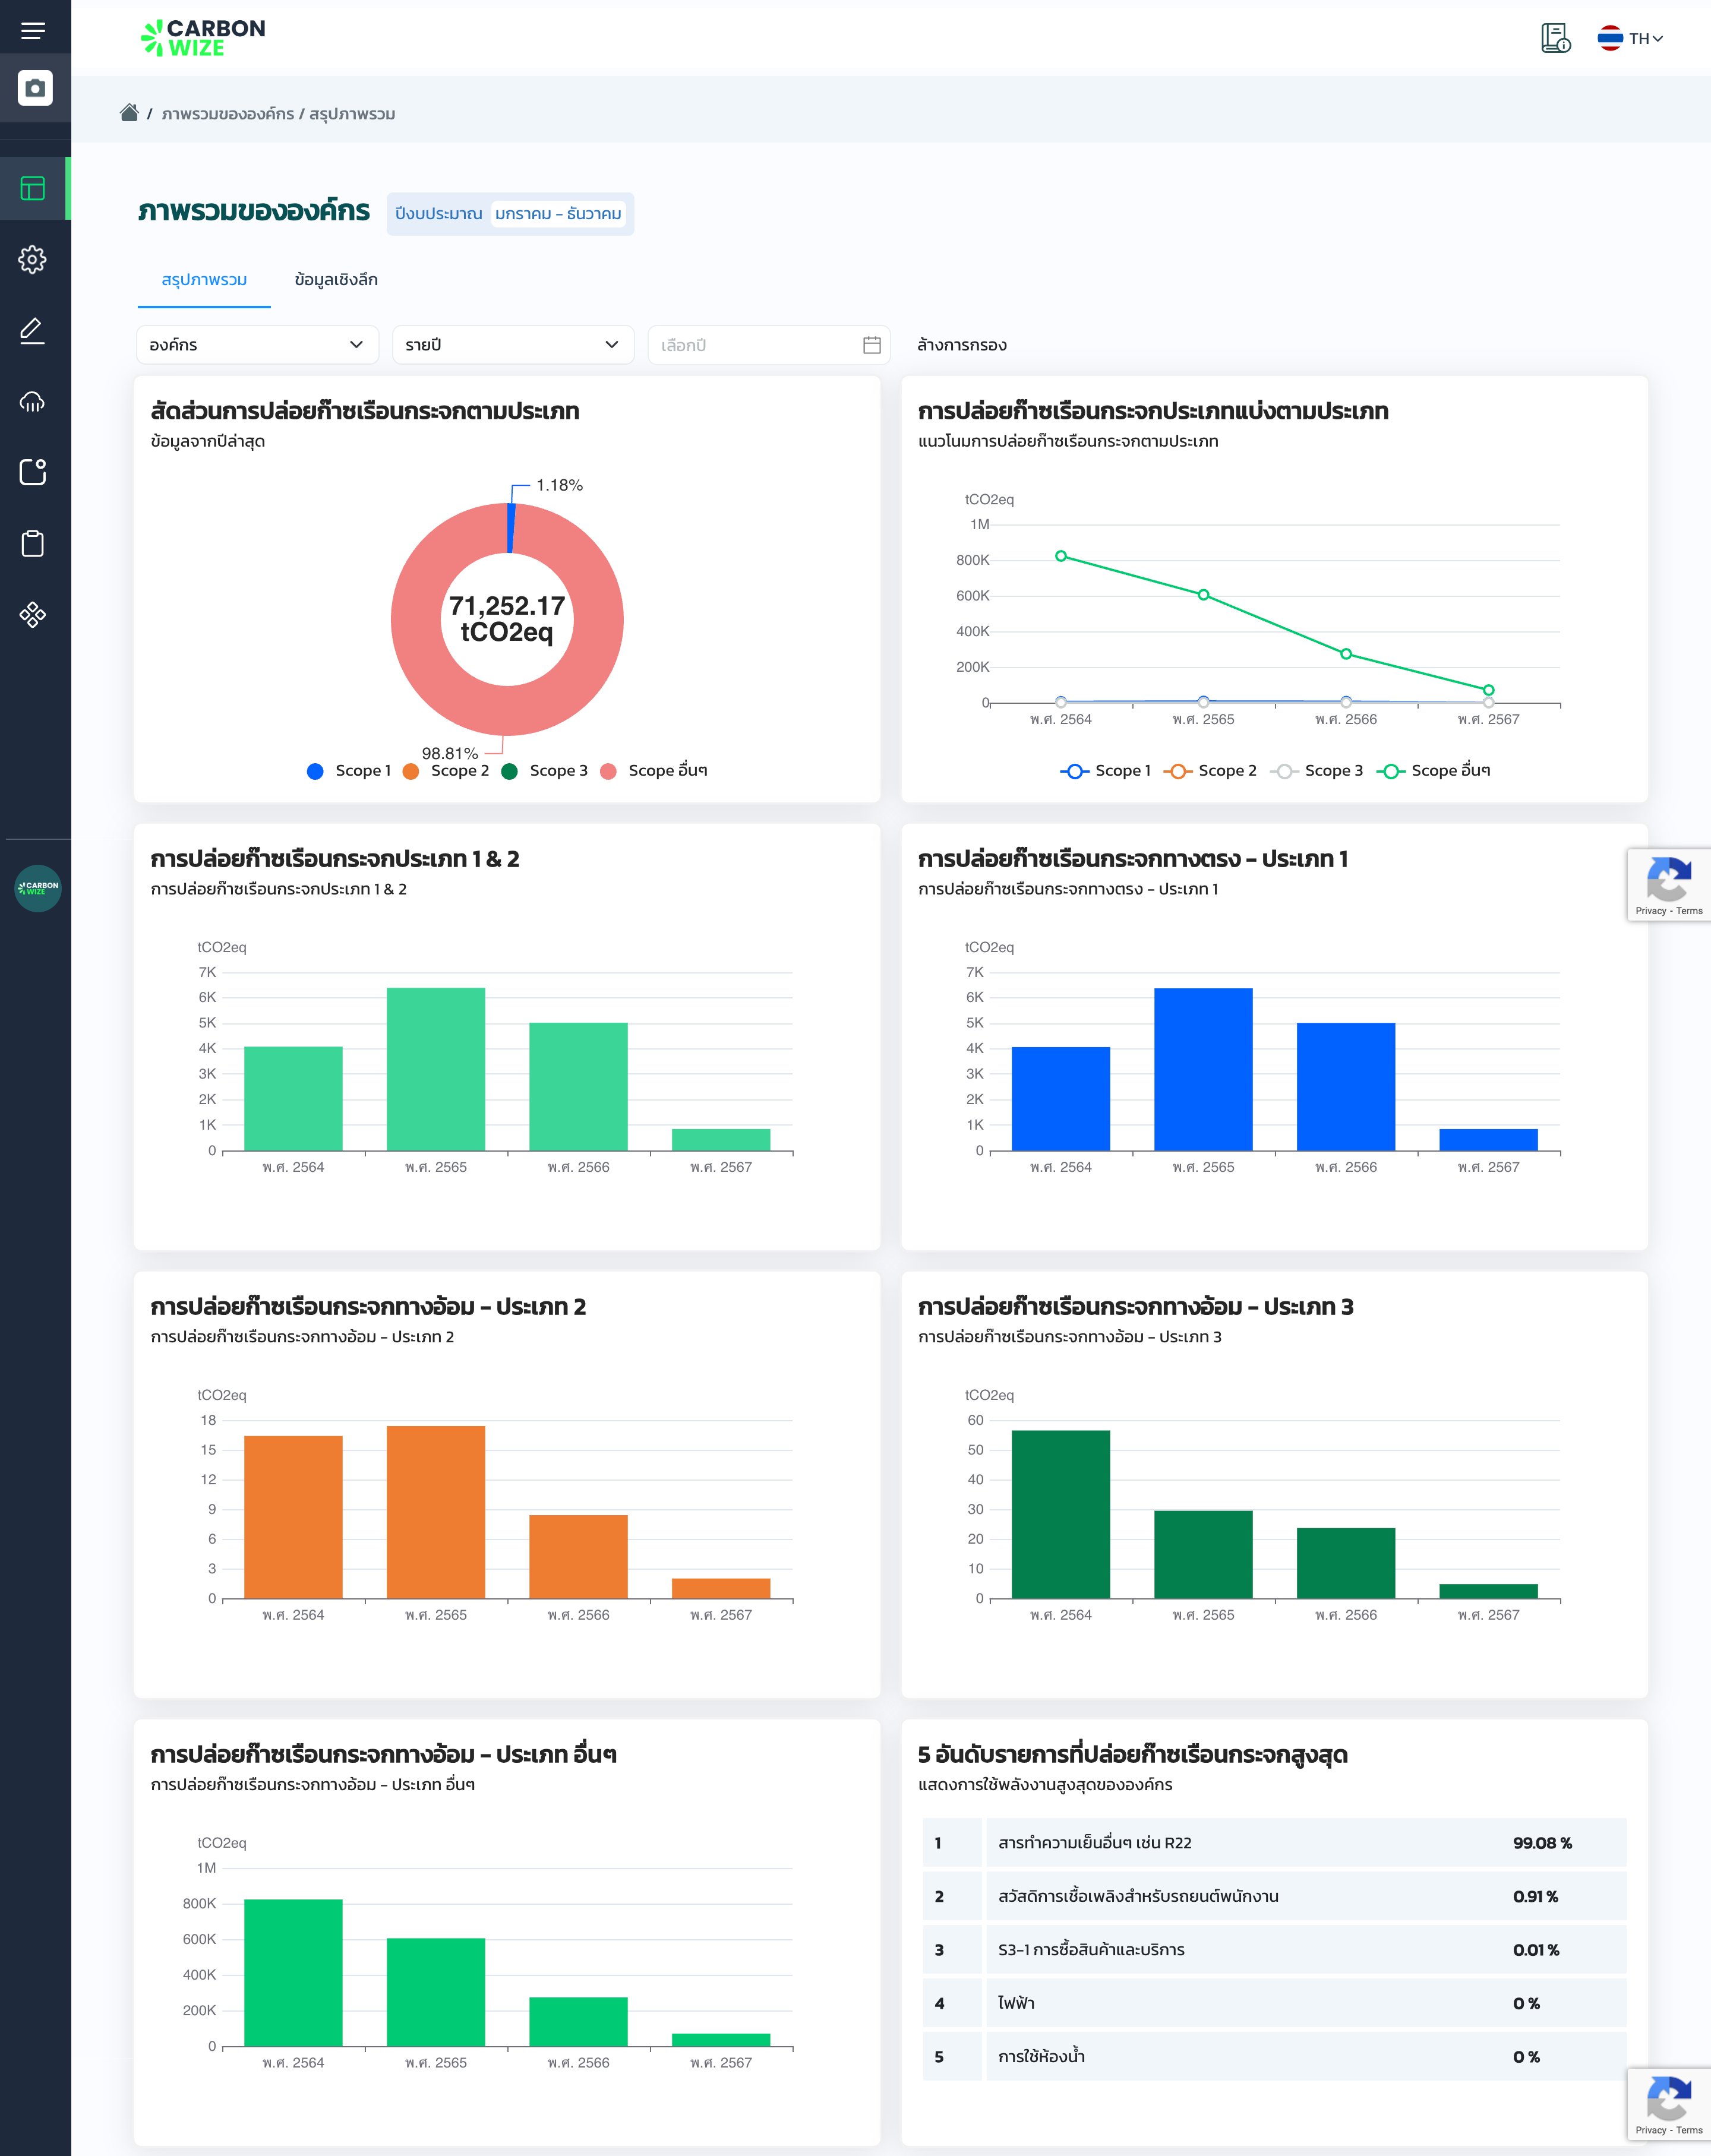 CARBON
WIZE
TH
/ ภาพรวมขององค์กร / สรุปภาพรวม
ภาพรวมขององค์กร
ปีงบประมาณ มกราคม - ธันวาคม
สรุปภาพรวม
ข้อมูลเชิงลึก
องค์กร
รายปี
เลือกปี
ล้างการกรอง
สัดส่วนการปล่อยก๊าซเรือนกระจกตามประเภท
ข้อมูลจากปีล่าสุด
1.18%
71,252.17
tCO2eq
98.81%
Scope 1 Scope 2 Scope 3 Scope อื่นๆ
การปล่อยก๊าซเรือนกระจกประเภทแบ่งตามประเภท
แนวโนมการปล่อยก๊าซเรือนกระจกตามประเภท
tCO2eq
1M
800K
600K
400K
200K
0
พ.ศ. 2564 พ.ศ. 2565 พ.ศ. 2566 พ.ศ. 2567
Scope 1 Scope 2 Scope 3 Scope อื่นๆ
การปล่อยก๊าซเรือนกระจกประเภท 1 & 2
การปล่อยก๊าซเรือนกระจกประเภท 1 & 2
tCO2eq
7K
6K
5K
4K
3K
2K
1K
0
พ.ศ. 2564 พ.ศ. 2565 พ.ศ. 2566 พ.ศ. 2567
การปล่อยก๊าซเรือนกระจกทางตรง - ประเภท 1
การปล่อยก๊าซเรือนกระจกทางตรง - ประเภท 1
tCO2eq
7K
6K
5K
4K
3K
2K
1K
0
พ.ศ. 2564 พ.ศ. 2565 พ.ศ. 2566 พ.ศ. 2567
Privacy - Terms
CARBON
WIZE
การปล่อยก๊าซเรือนกระจกทางอ้อม - ประเภท 2
การปล่อยก๊าซเรือนกระจกทางอ้อม - ประเภท 2
tCO2eq
18
15
12
9
6
3
0
พ.ศ. 2564 พ.ศ. 2565 พ.ศ. 2566 พ.ศ. 2567
การปล่อยก๊าซเรือนกระจกทางอ้อม - ประเภท 3
การปล่อยก๊าซเรือนกระจกทางอ้อม - ประเภท 3
tCO2eq
60
50
40
30
20
10
0
พ.ศ. 2564 พ.ศ. 2565 พ.ศ. 2566 พ.ศ. 2567
การปล่อยก๊าซเรือนกระจกทางอ้อม - ประเภท อื่นๆ
การปล่อยก๊าซเรือนกระจกทางอ้อม - ประเภท อื่นๆ
tCO2eq
1M
800K
600K
400K
200K
0
พ.ศ. 2564 พ.ศ. 2565 พ.ศ. 2566 พ.ศ. 2567
5 อันดับรายการที่ปล่อยก๊าซเรือนกระจกสูงสุด
แสดงการใช้พลังงานสูงสุดขององค์กร
1 สารทำความเย็นอื่นๆ เช่น R22 99.08 %
2 สวัสดิการเชื้อเพลิงสำหรับรถยนต์พนักงาน 0.91 %
3 S3-1 การซื้อสินค้าและบริการ 0.01 %
4 ไฟฟ้า 0 %
5 การใช้ห้องน้ำ 0 %
Privacy - Terms